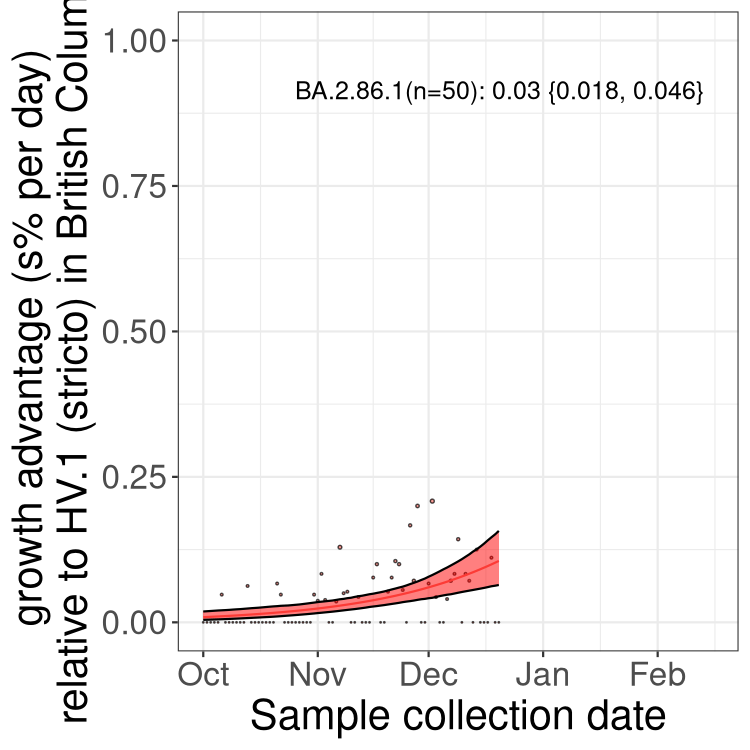 growth advantage (s% per day)
relative to HV.1 (stricto) in British Colum
1.00
0.75
0.50
0.25
0.00
BA.2.86.1(n=50): 0.03 {0.018, 0.046}
Oct Nov Dec Jan Feb
Sample collection date